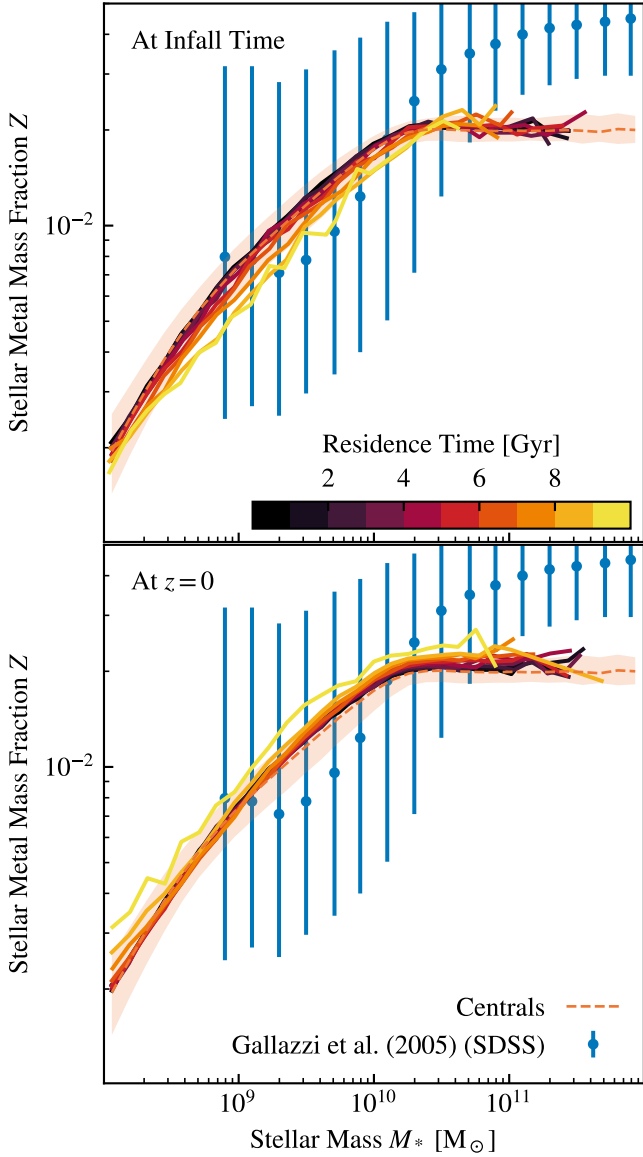 At Infall Time
Stellar Metal Mass Fraction Z
10⁻²
Residence Time [Gyr]
2 4 6 8
At z = 0
Stellar Metal Mass Fraction Z
10⁻²
Centrals
Gallazzi et al. (2005) (SDSS)
10⁹ 10¹⁰ 10¹¹
Stellar Mass M* [M⊙]